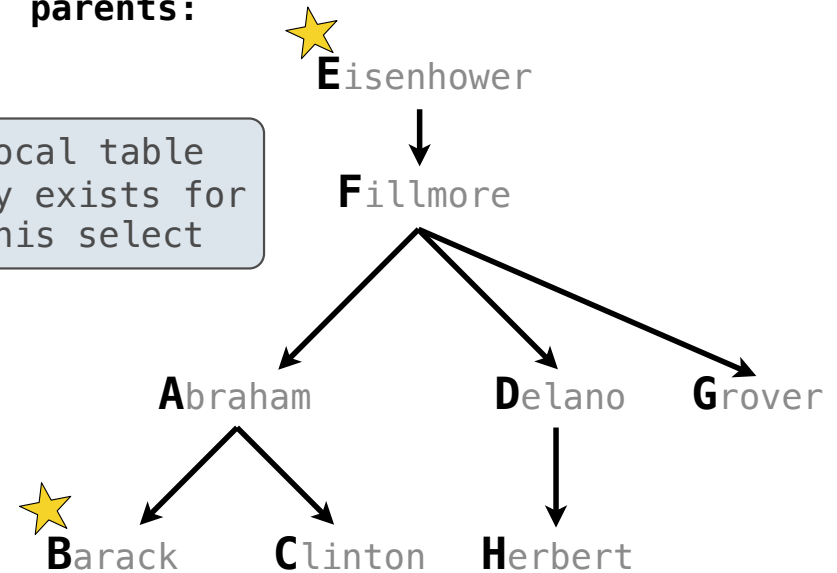 parents:
Eisenhower
ocal table
y exists for
his select
Fillmore
Abraham Delano Grover
Barack Clinton Herbert